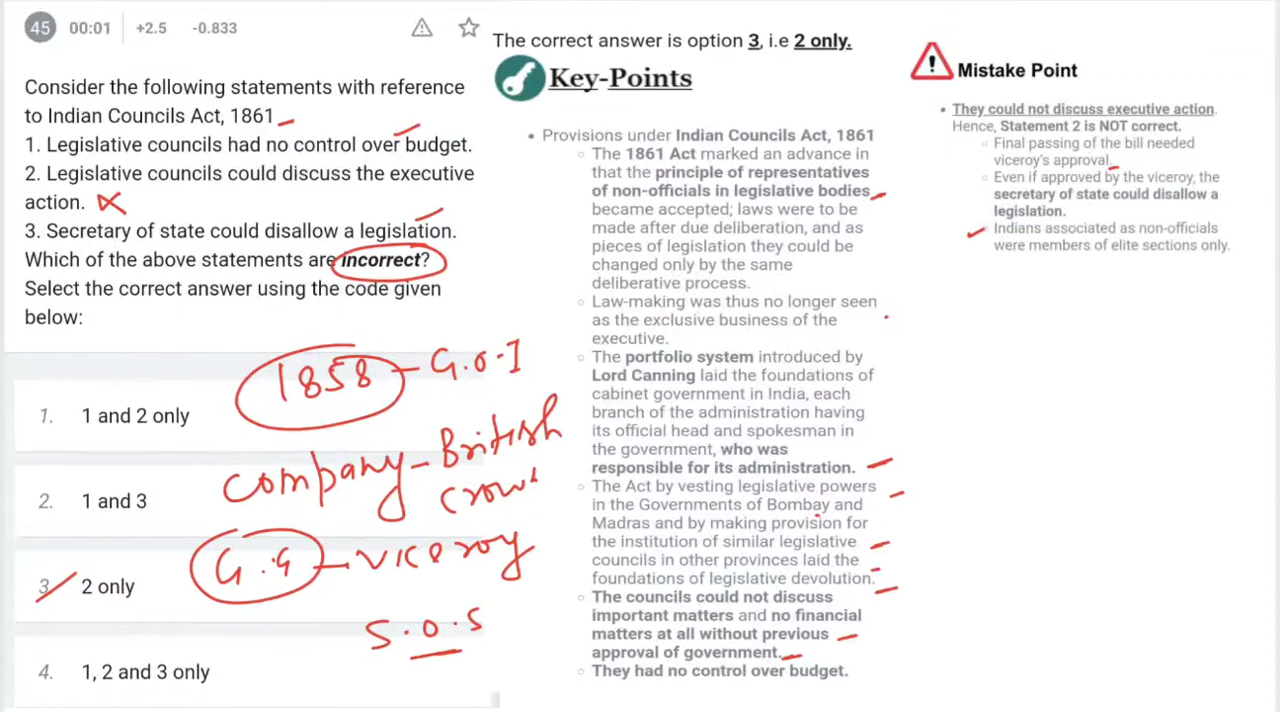 45 00:01 +2.5 -0.833
Consider the following statements with reference
to Indian Councils Act, 1861
1. Legislative councils had no control over budget.
2. Legislative councils could discuss the executive
action.
3. Secretary of state could disallow a legislation.
Which of the above statements are incorrect?
Select the correct answer using the code given
below:
1. 1 and 2 only
2. 1 and 3
3. 2 only
4. 1, 2 and 3 only
1858 - G.O.I
Company - British
Crown
G.G - Viceroy
S.O.S
The correct answer is option 3, i.e 2 only.
Key-Points
• Provisions under Indian Councils Act, 1861
○ The 1861 Act marked an advance in
that the principle of representatives
of non-officials in legislative bodies
became accepted; laws were to be
made after due deliberation, and as
pieces of legislation they could be
changed only by the same
deliberative process.
○ Law-making was thus no longer seen
as the exclusive business of the
executive.
○ The portfolio system introduced by
Lord Canning laid the foundations of
cabinet government in India, each
branch of the administration having
its official head and spokesman in
the government, who was
responsible for its administration.
○ The Act by vesting legislative powers
in the Governments of Bombay and
Madras and by making provision for
the institution of similar legislative
councils in other provinces laid the
foundations of legislative devolution.
○ The councils could not discuss
important matters and no financial
matters at all without previous
approval of government.
○ They had no control over budget.
Mistake Point
• They could not discuss executive action.
Hence, Statement 2 is NOT correct.
○ Final passing of the bill needed
viceroy's approval.
○ Even if approved by the viceroy, the
secretary of state could disallow a
legislation.
○ Indians associated as non-officials
were members of elite sections only.